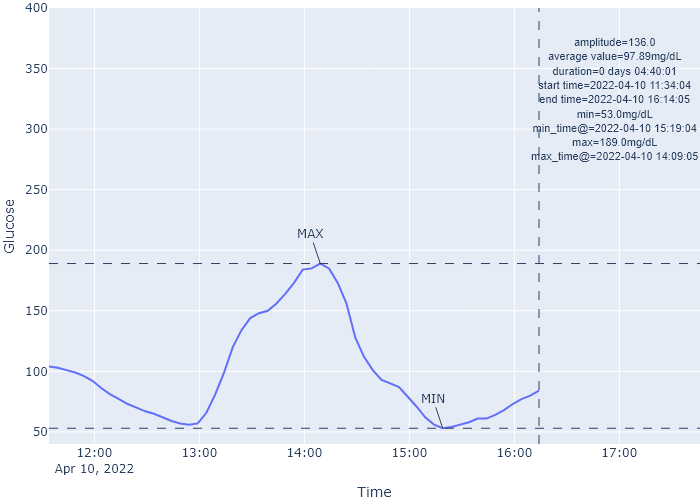 400
amplitude=136.0
average value=97.89mg/dL
350
duration=0 days 04:40:01
start time=2022-04-10 11:34:04
end time=2022-04-10 16:14:05
min=53.0mg/dL
300
min_time@=2022-04-10 15:19:04
max=189.0mg/dL
max_time@=2022-04-10 14:09:05
250
Glucose
MAX
200
150
100
MIN
50
12:00 13:00 14:00 15:00 16:00 17:00
Apr 10, 2022
Time